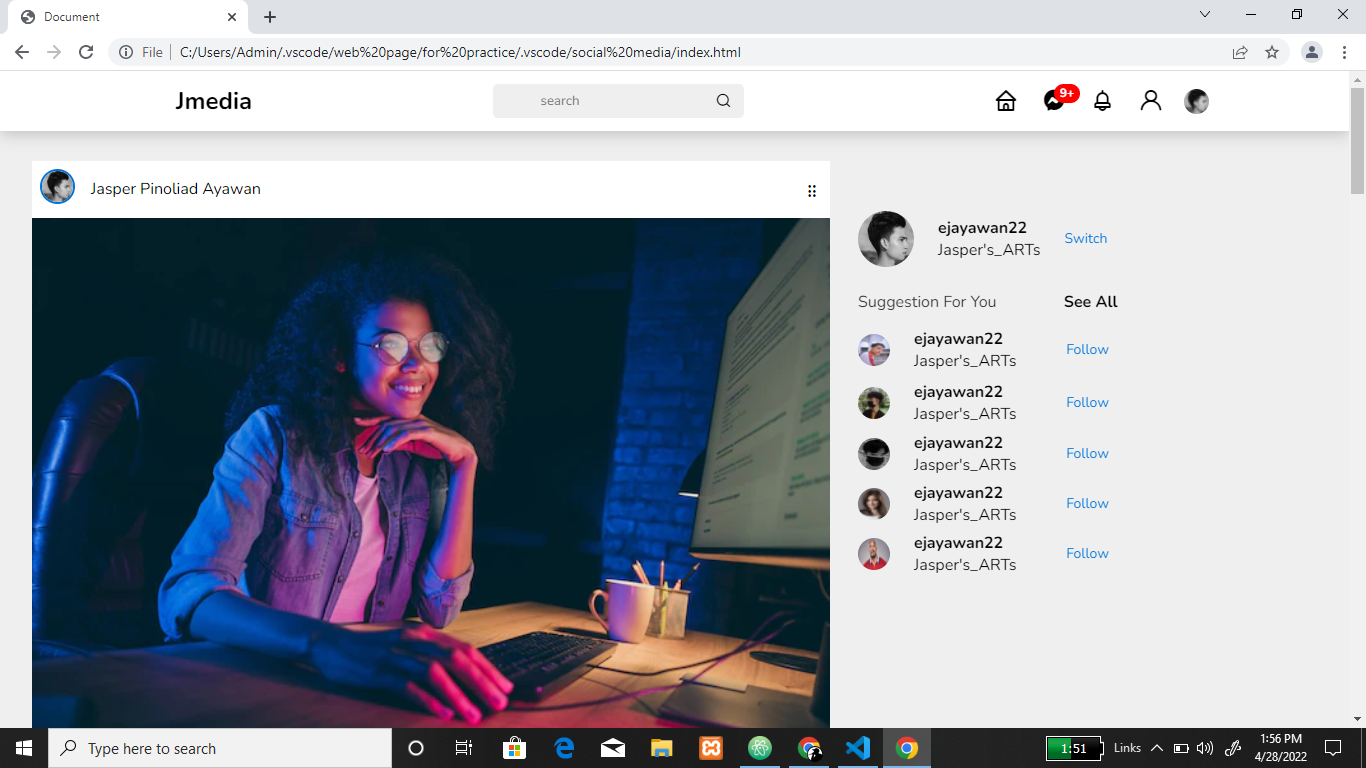 Document
File
C:/Users/Admin/.vscode/web%20page/for%20practice/.vscode/social%20media/index.html
Jmedia
search
9+
Jasper Pinoliad Ayawan
ejayawan22
Jasper's_ARTs
Switch
Suggestion For You
See All
ejayawan22
Jasper's_ARTs
Follow
ejayawan22
Jasper's_ARTs
Follow
ejayawan22
Jasper's_ARTs
Follow
ejayawan22
Jasper's_ARTs
Follow
ejayawan22
Jasper's_ARTs
Follow
Type here to search
1:51
Links
1:56 PM
4/28/2022